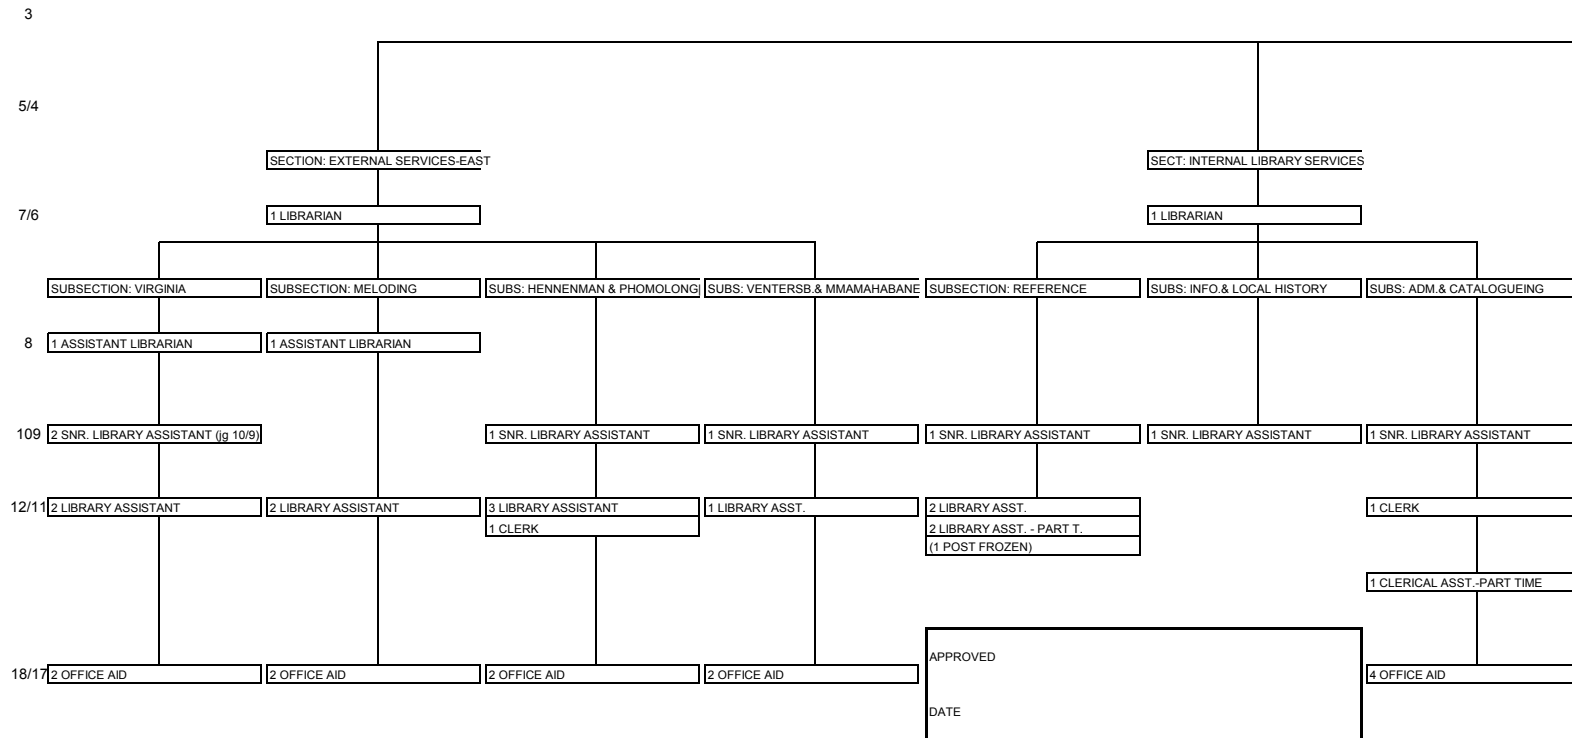 3
5/4
SECTION: EXTERNAL SERVICES-EAST
SECT: INTERNAL LIBRARY SERVICES
7/6
1 LIBRARIAN
1 LIBRARIAN
SUBSECTION: VIRGINIA
SUBSECTION: MELODING
SUBS: HENNENMAN & PHOMOLONG
SUBS: VENTERSB.& MMAMAHABANE
SUBSECTION: REFERENCE
SUBS: INFO.& LOCAL HISTORY
SUBS: ADM.& CATALOGUEING
8
1 ASSISTANT LIBRARIAN
1 ASSISTANT LIBRARIAN
109
2 SNR. LIBRARY ASSISTANT (jg 10/9)
1 SNR. LIBRARY ASSISTANT
1 SNR. LIBRARY ASSISTANT
1 SNR. LIBRARY ASSISTANT
1 SNR. LIBRARY ASSISTANT
1 SNR. LIBRARY ASSISTANT
12/11
2 LIBRARY ASSISTANT
2 LIBRARY ASSISTANT
3 LIBRARY ASSISTANT
1 CLERK
1 LIBRARY ASST.
2 LIBRARY ASST.
2 LIBRARY ASST. - PART T.
(1 POST FROZEN)
1 CLERK
1 CLERICAL ASST.-PART TIME
18/17
2 OFFICE AID
2 OFFICE AID
2 OFFICE AID
2 OFFICE AID
APPROVED
DATE
4 OFFICE AID